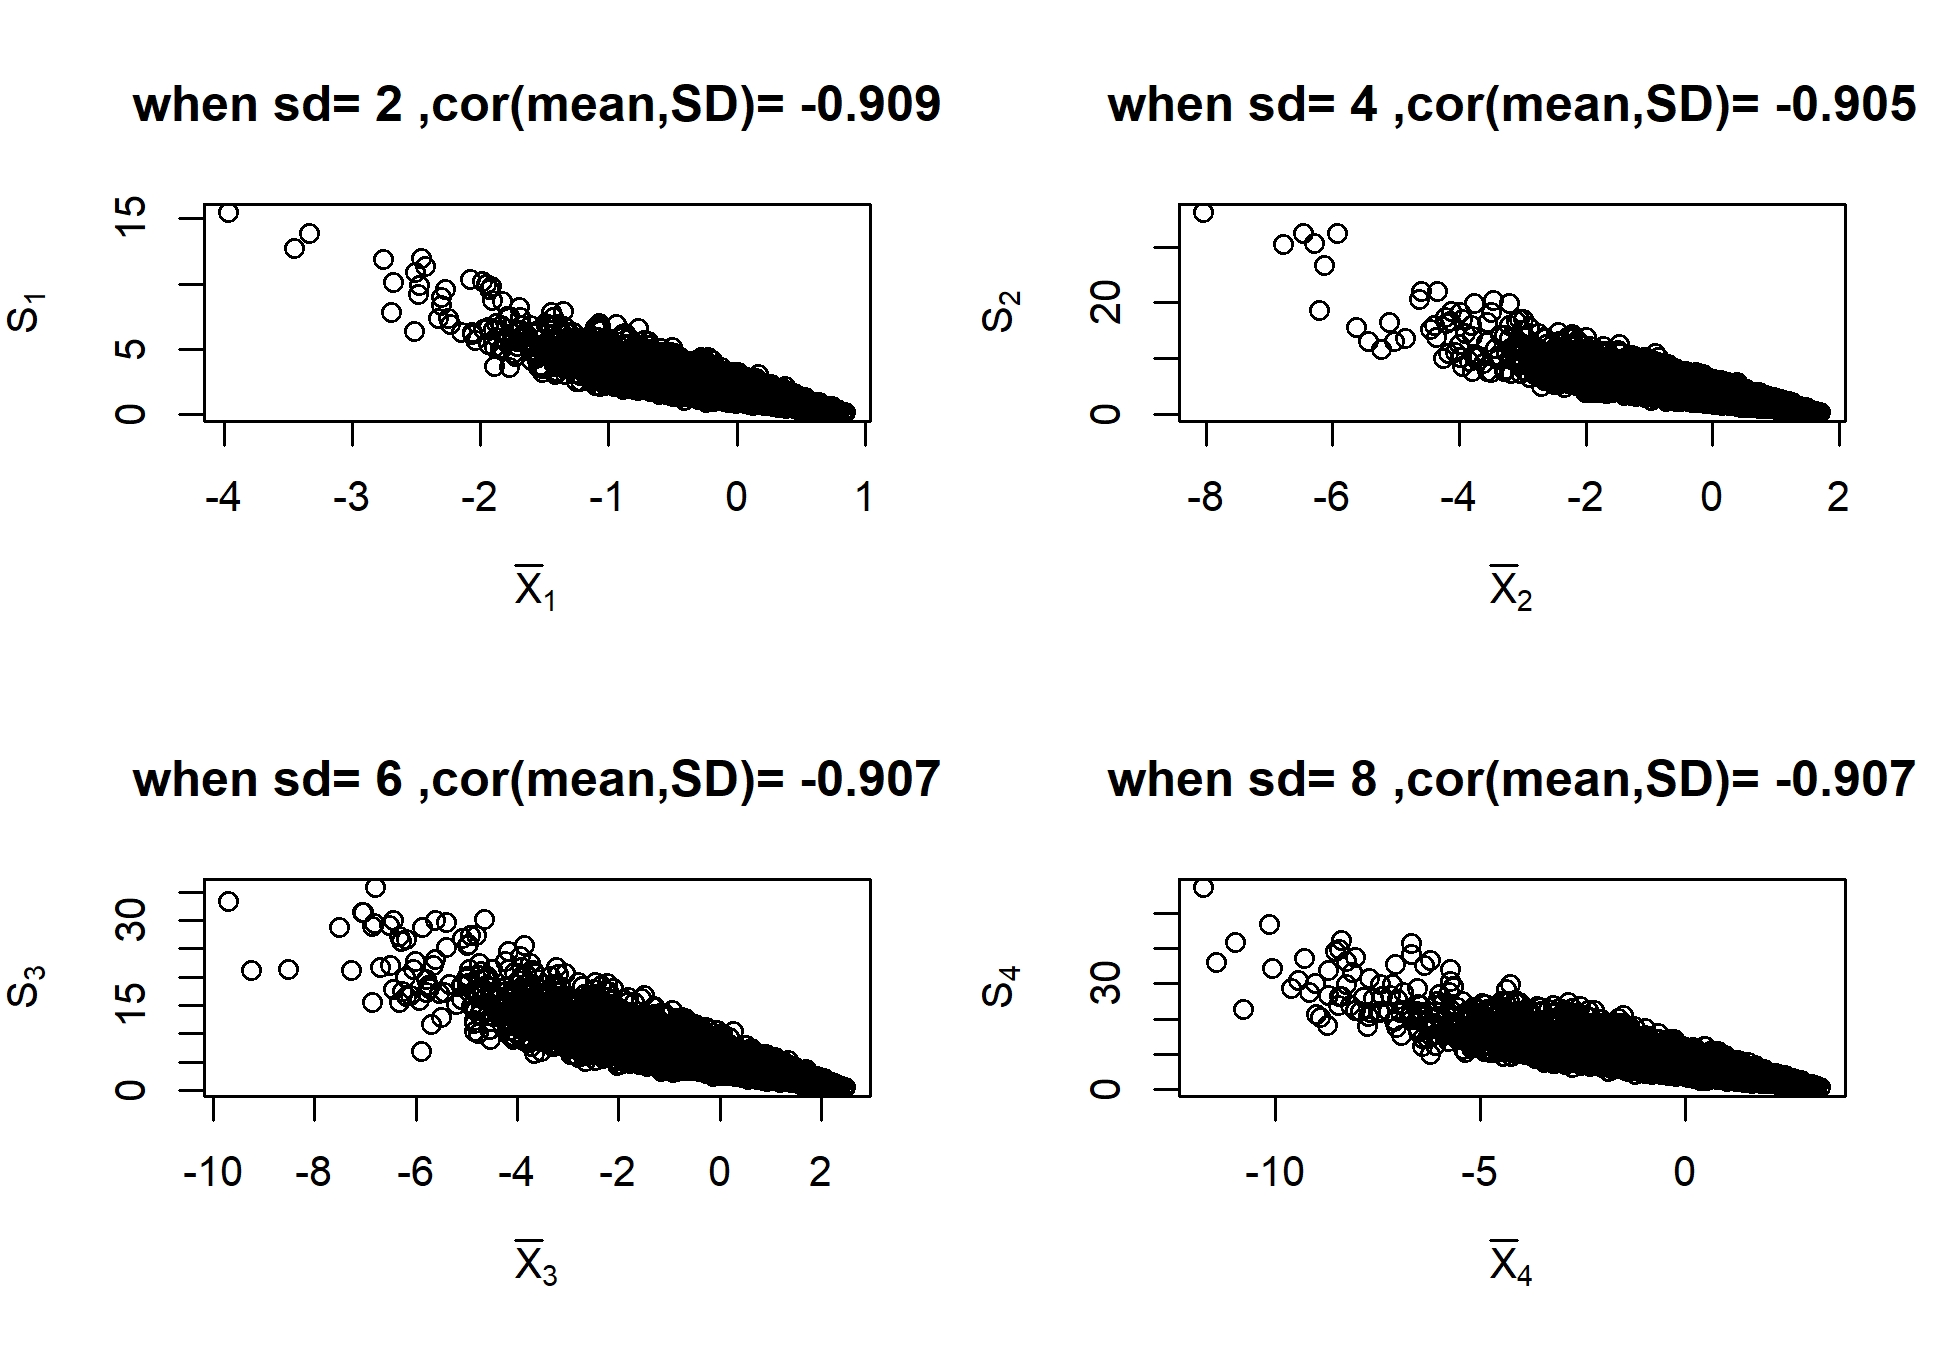 when sd= 2 ,cor(mean,SD)= -0.909
S1
15
5
0
-4 -3 -2 -1 0 1
X̅1
when sd= 4 ,cor(mean,SD)= -0.905
S2
20
0
-8 -6 -4 -2 0 2
X̅2
when sd= 6 ,cor(mean,SD)= -0.907
S3
30
15
0
-10 -8 -6 -4 -2 0 2
X̅3
when sd= 8 ,cor(mean,SD)= -0.907
S4
30
0
-10 -5 0
X̅4